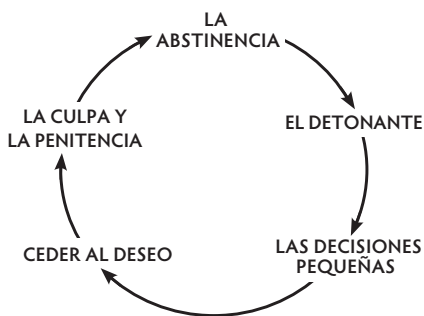 LA
ABSTINENCIA
EL DETONANTE
LAS DECISIONES
PEQUEÑAS
CEDER AL DESEO
LA CULPA Y
LA PENITENCIA